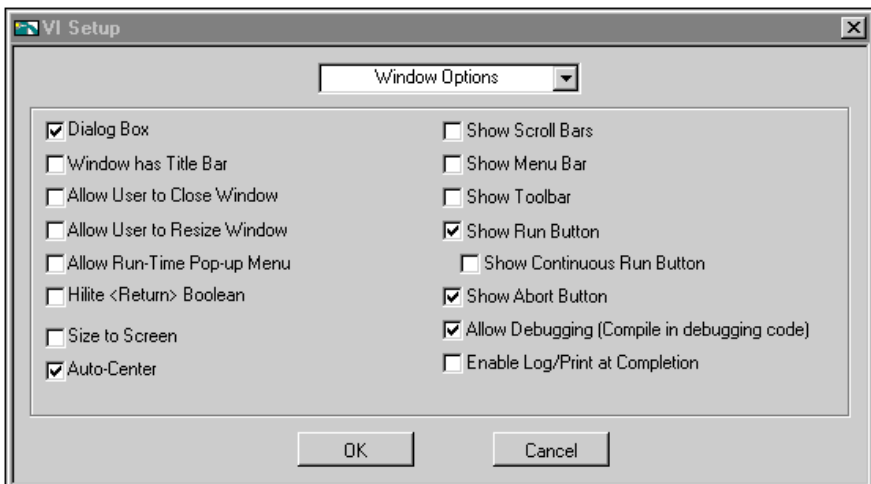 VI Setup
Window Options
Dialog Box
Window has Title Bar
Allow User to Close Window
Allow User to Resize Window
Allow Run-Time Pop-up Menu
Hilite <Return> Boolean
Size to Screen
Auto-Center
Show Scroll Bars
Show Menu Bar
Show Toolbar
Show Run Button
Show Continuous Run Button
Show Abort Button
Allow Debugging (Compile in debugging code)
Enable Log/Print at Completion
OK
Cancel